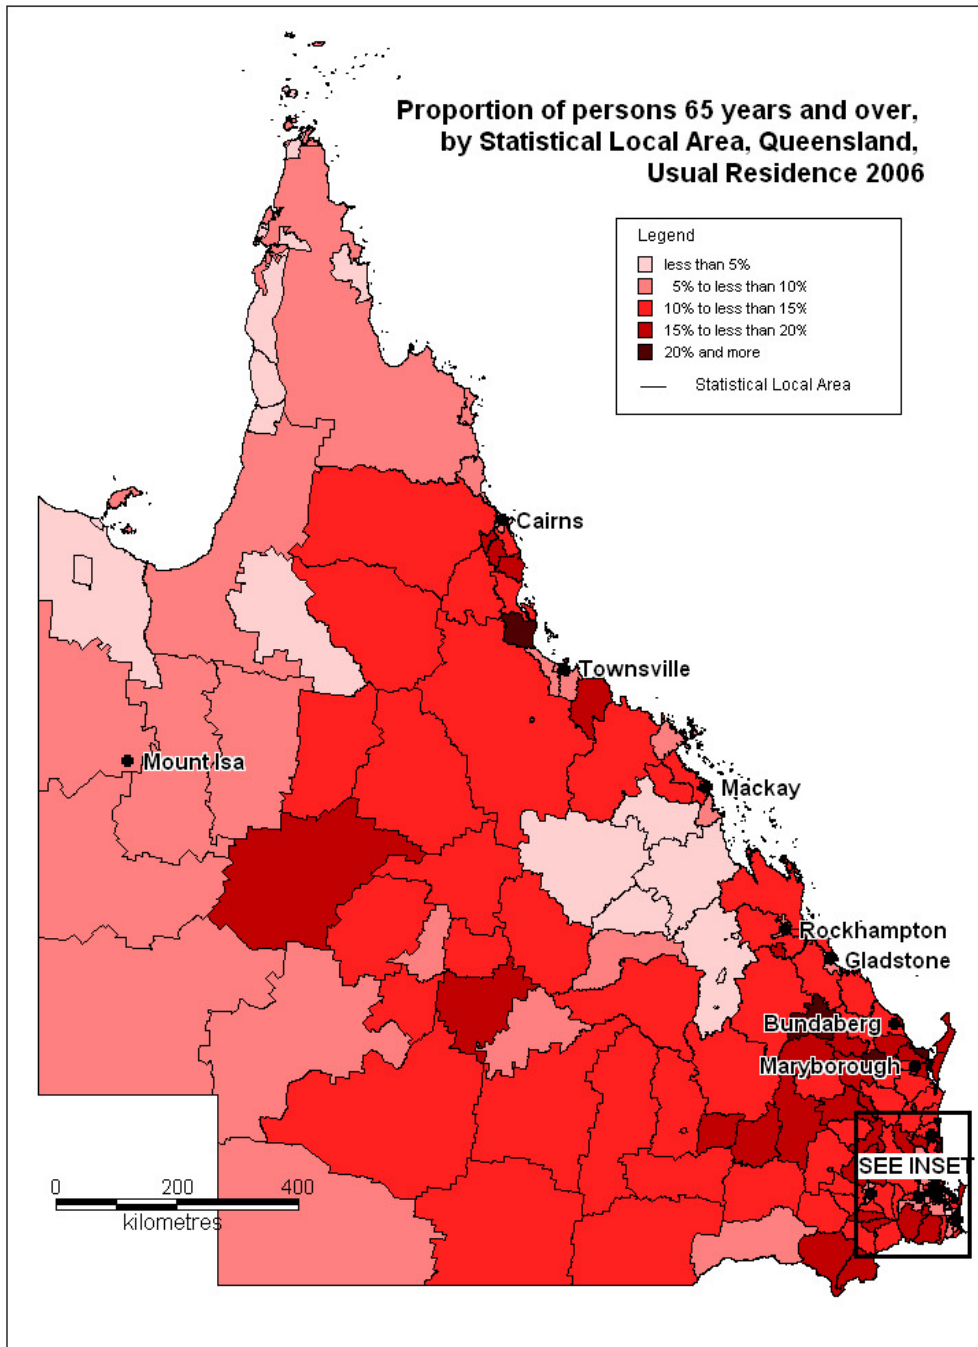 Proportion of persons 65 years and over,
by Statistical Local Area, Queensland,
Usual Residence 2006
Legend
less than 5%
5% to less than 10%
10% to less than 15%
15% to less than 20%
20% and more
Statistical Local Area
Cairns
Townsville
Mount Isa
Mackay
Rockhampton
Gladstone
Bundaberg
Maryborough
SEE INSET
0 200 400
kilometres